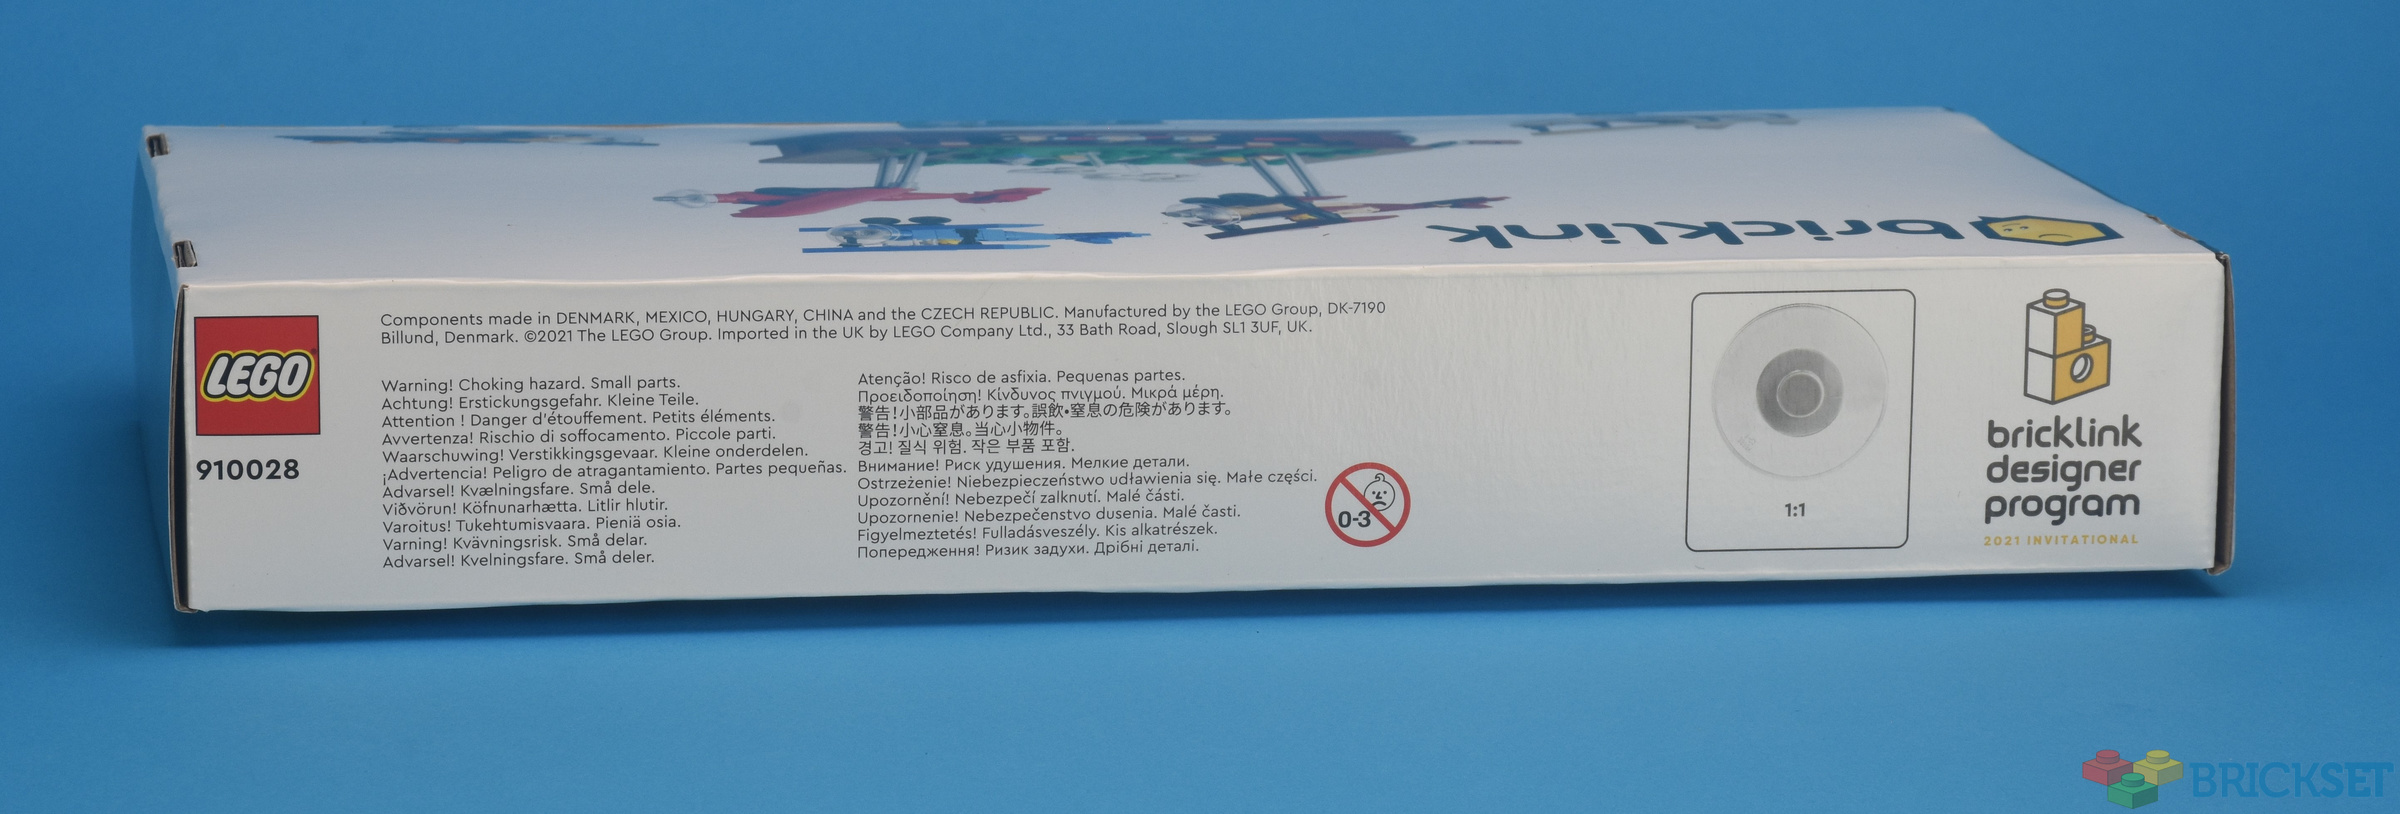 bricklink
LEGO
910028
Components made in DENMARK, MEXICO, HUNGARY, CHINA and the CZECH REPUBLIC. Manufactured by the LEGO Group, DK-7190
Billund, Denmark. ©2021 The LEGO Group. Imported in the UK by LEGO Company Ltd., 33 Bath Road, Slough SL1 3UF, UK.
Warning! Choking hazard. Small parts.
Achtung! Erstickungsgefahr. Kleine Teile.
Attention ! Danger d'étouffement. Petits éléments.
Avvertenza! Rischio di soffocamento. Piccole parti.
Waarschuwing! Verstikkingsgevaar. Kleine onderdelen.
¡Advertencia! Peligro de atragantamiento. Partes pequeñas.
Advarsel! Kvælningsfare. Små dele.
Viðvörun! Köfnunarhætta. Litlir hlutir.
Varoitus! Tukehtumisvaara. Pieniä osia.
Varning! Kvävningsrisk. Små delar.
Advarsel! Kvelningsfare. Små deler.
Atenção! Risco de asfixia. Pequenas partes.
Προειδοποίηση! Κίνδυνος πνιγμού. Μικρά μέρη.
警告!小部品があります。誤飲•窒息の危険があります。
警告!小心窒息。当心小物件。
경고! 질식 위험. 작은 부품 포함.
Внимание! Риск удушения. Мелкие детали.
Ostrzeżenie! Niebezpieczeństwo udławienia się. Małe części.
Upozornění! Nebezpečí zalknutí. Malé části.
Upozornenie! Nebezpečenstvo dusenia. Malé časti.
Figyelmeztetés! Fulladásveszély. Kis alkatrészek.
Попередження! Ризик задухи. Дрібні деталі.
0-3
1:1
bricklink
designer
program
2021 INVITATIONAL
BRICKSET